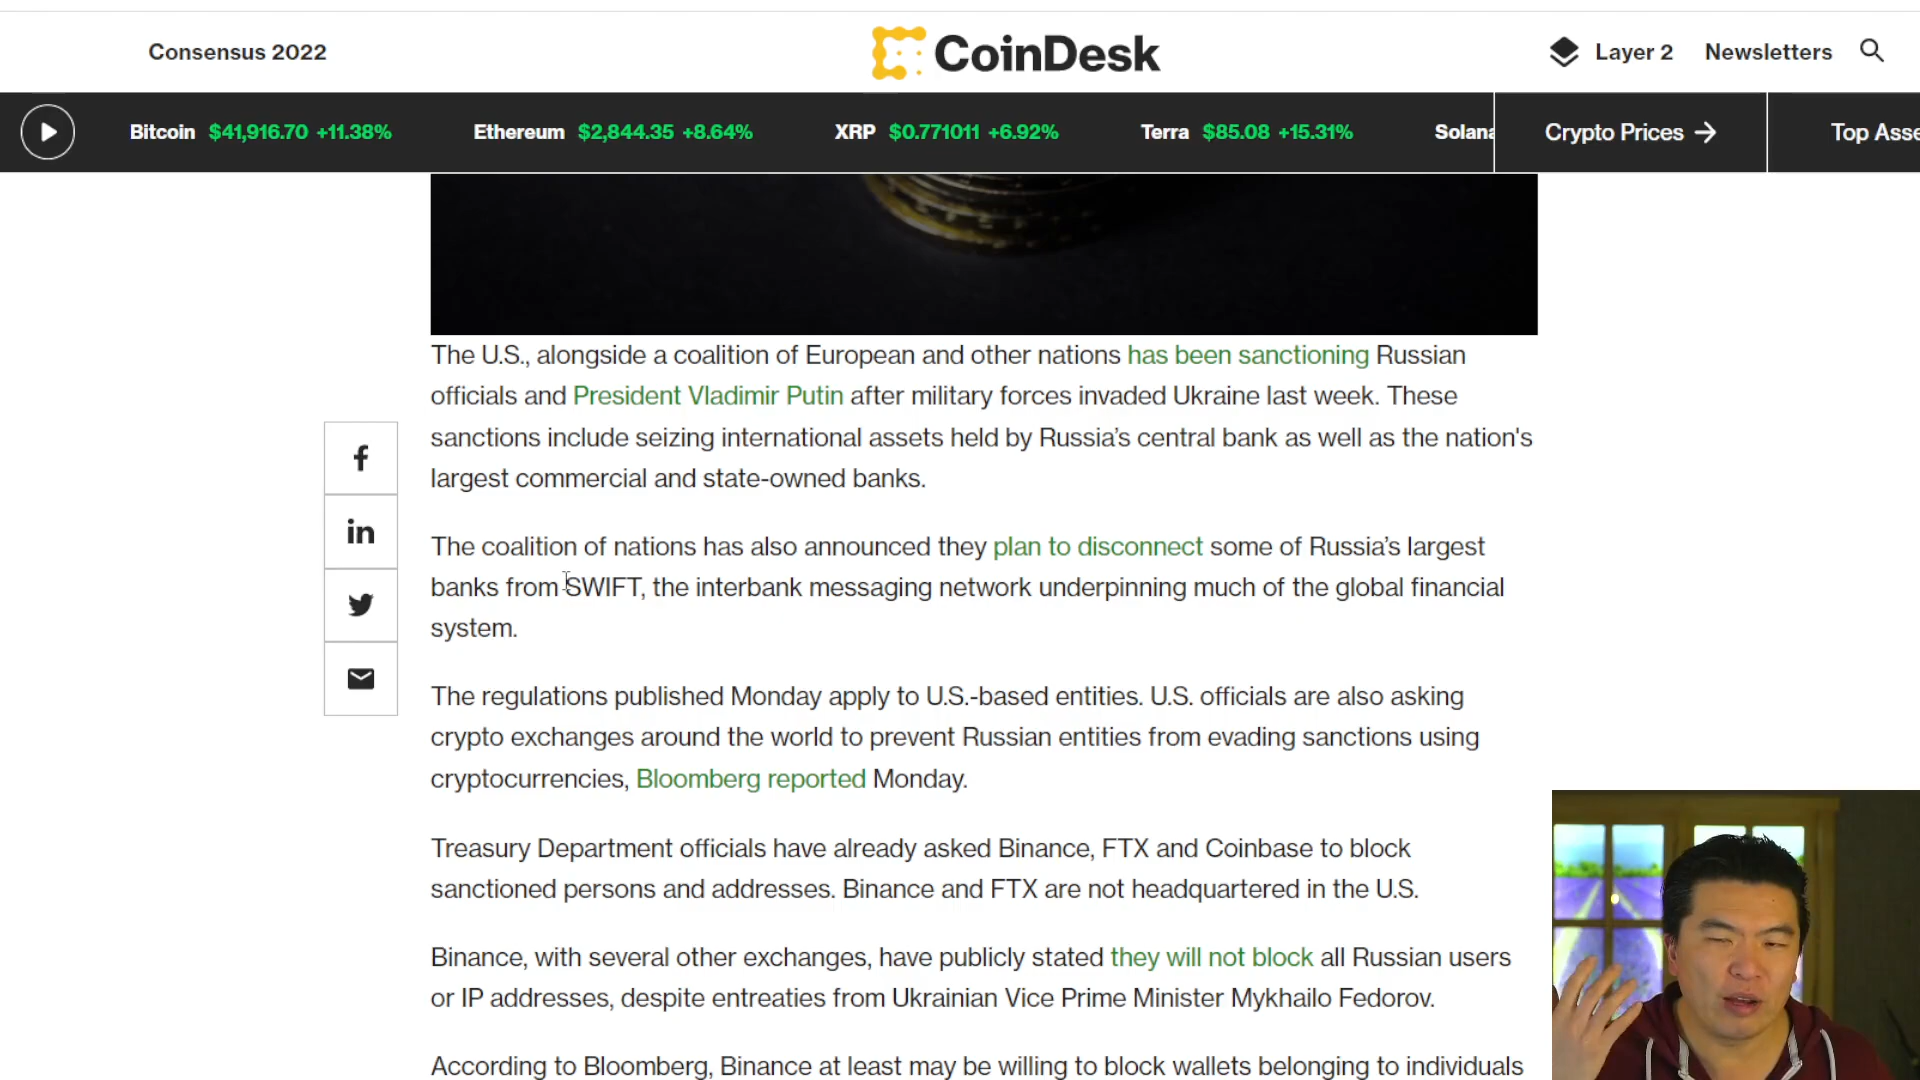 Consensus 2022
CoinDesk
Layer 2
Newsletters
Bitcoin $41,916.70 +11.38%
Ethereum $2,844.35 +8.64%
XRP $0.771011 +6.92%
Terra $85.08 +15.31%
Solana
Crypto Prices →
Top Asse
The U.S., alongside a coalition of European and other nations has been sanctioning Russian
officials and President Vladimir Putin after military forces invaded Ukraine last week. These
sanctions include seizing international assets held by Russia’s central bank as well as the nation's
largest commercial and state-owned banks.
The coalition of nations has also announced they plan to disconnect some of Russia’s largest
banks from SWIFT, the interbank messaging network underpinning much of the global financial
system.
The regulations published Monday apply to U.S.-based entities. U.S. officials are also asking
crypto exchanges around the world to prevent Russian entities from evading sanctions using
cryptocurrencies, Bloomberg reported Monday.
Treasury Department officials have already asked Binance, FTX and Coinbase to block
sanctioned persons and addresses. Binance and FTX are not headquartered in the U.S.
Binance, with several other exchanges, have publicly stated they will not block all Russian users
or IP addresses, despite entreaties from Ukrainian Vice Prime Minister Mykhailo Fedorov.
According to Bloomberg, Binance at least may be willing to block wallets belonging to individuals